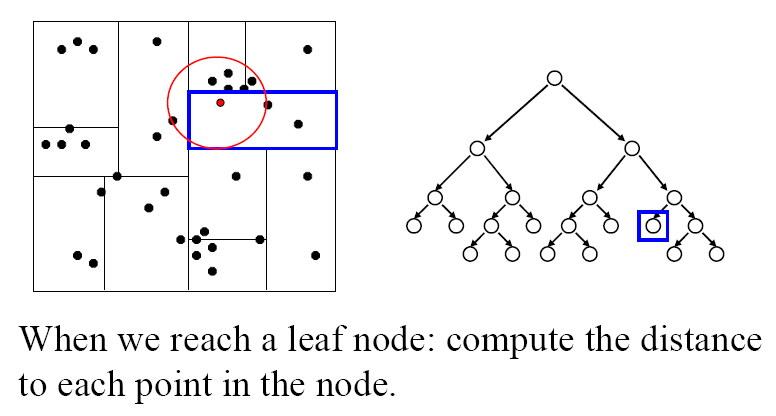 When we reach a leaf node: compute the distance
to each point in the node.